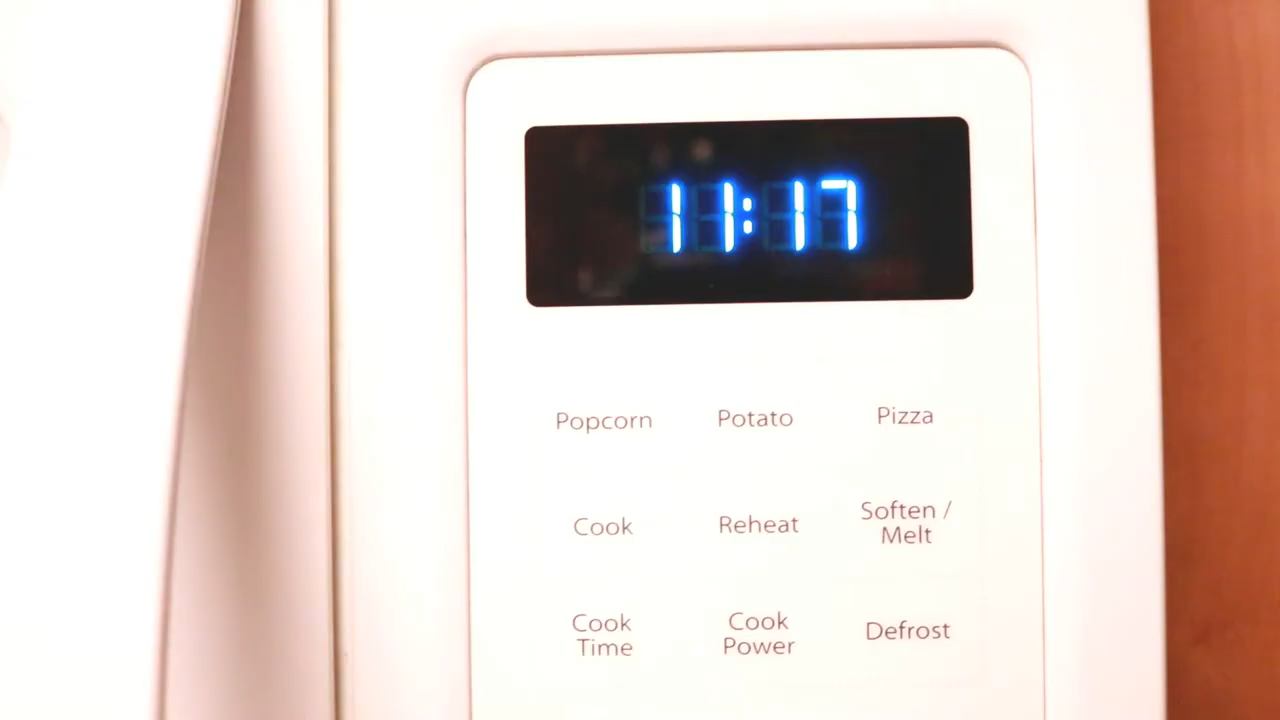 11:17
Popcorn Potato Pizza
Cook Reheat Soften /
Melt
Cook Time
Cook Power
Defrost